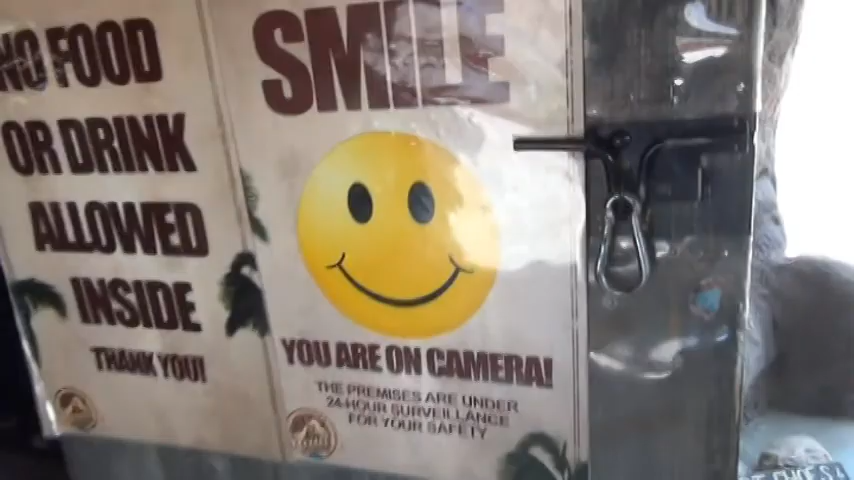 NO FOOD
OR DRINK
ALLOWED
INSIDE
THANK YOU!
SMILE
YOU ARE ON CAMERA!
THE PREMISES ARE UNDER
24-HOUR SURVEILLANCE
FOR YOUR SAFETY